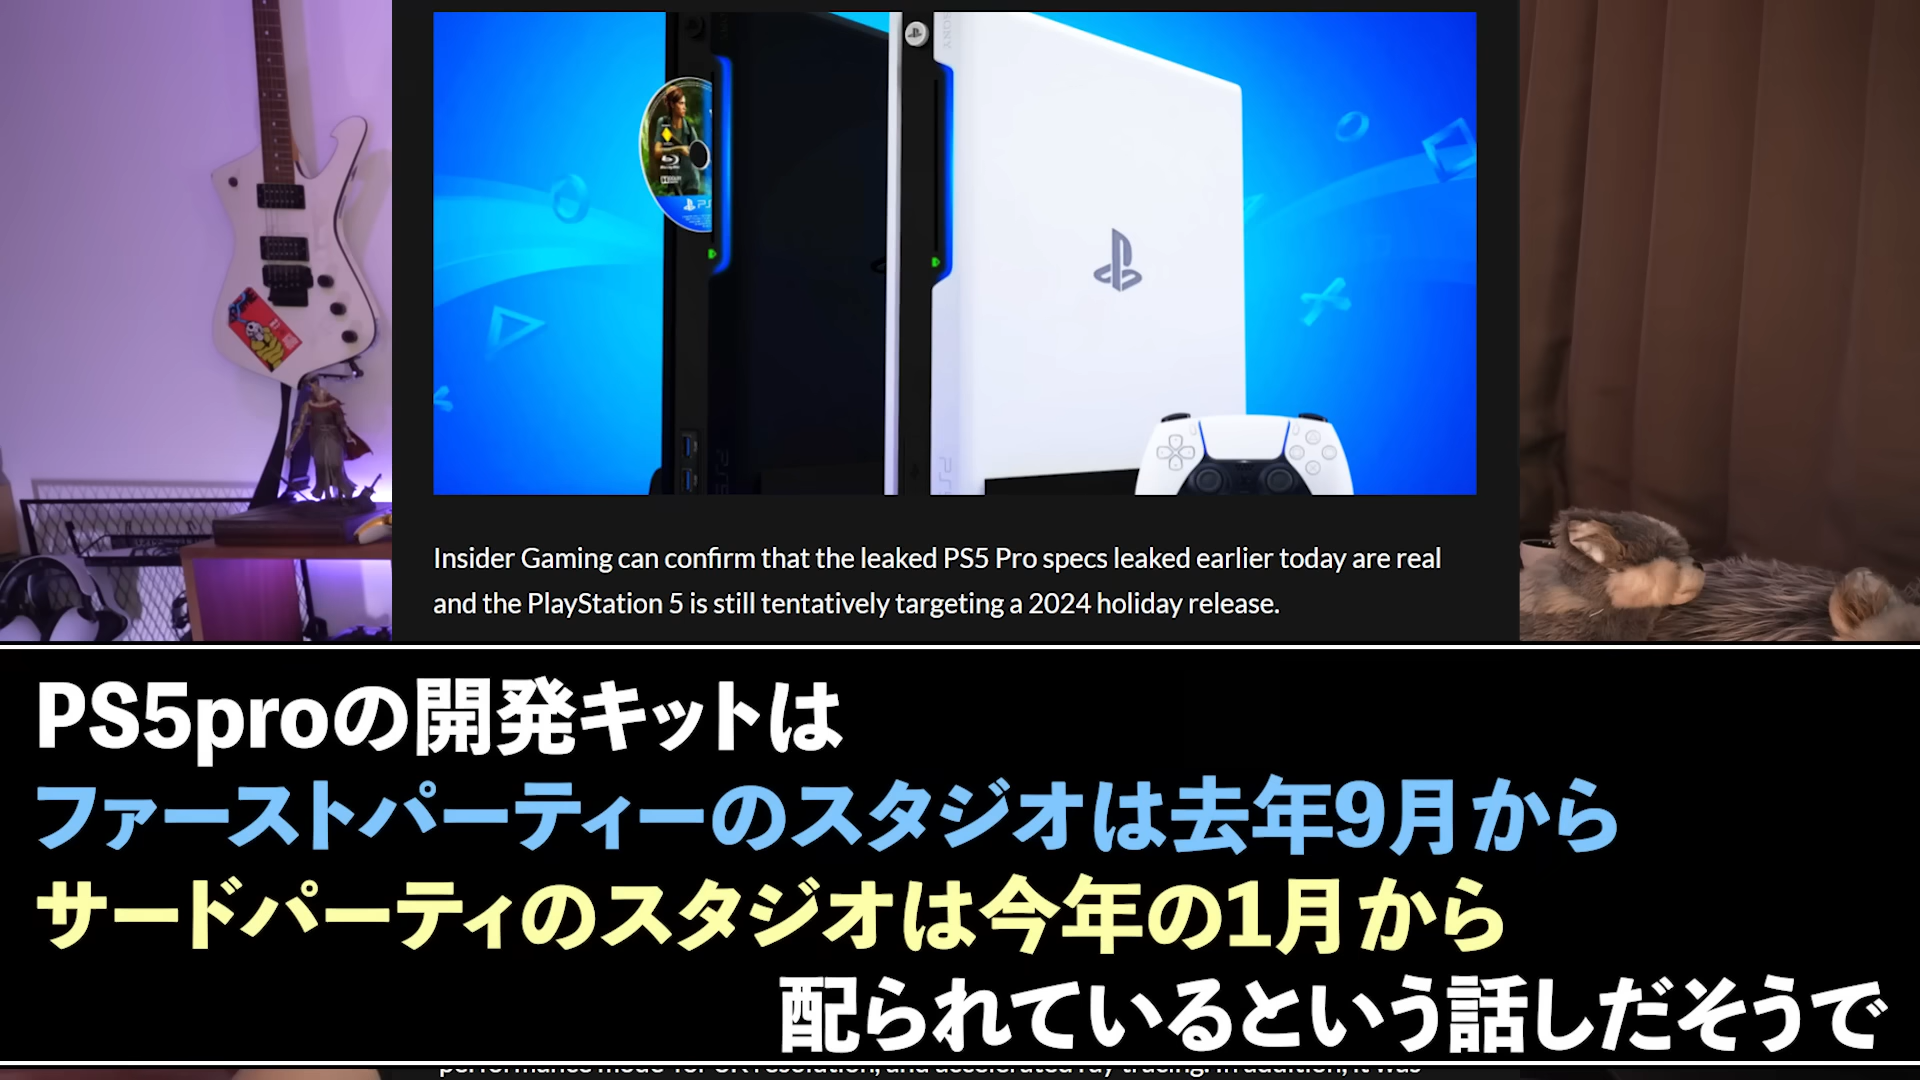 Insider Gaming can confirm that the leaked PS5 Pro specs leaked earlier today are real
and the PlayStation 5 is still tentatively targeting a 2024 holiday release.
PS5proの開発キットは
ファーストパーティーのスタジオは去年9月から
サードパーティのスタジオは今年の1月から
配られているという話しだそうで